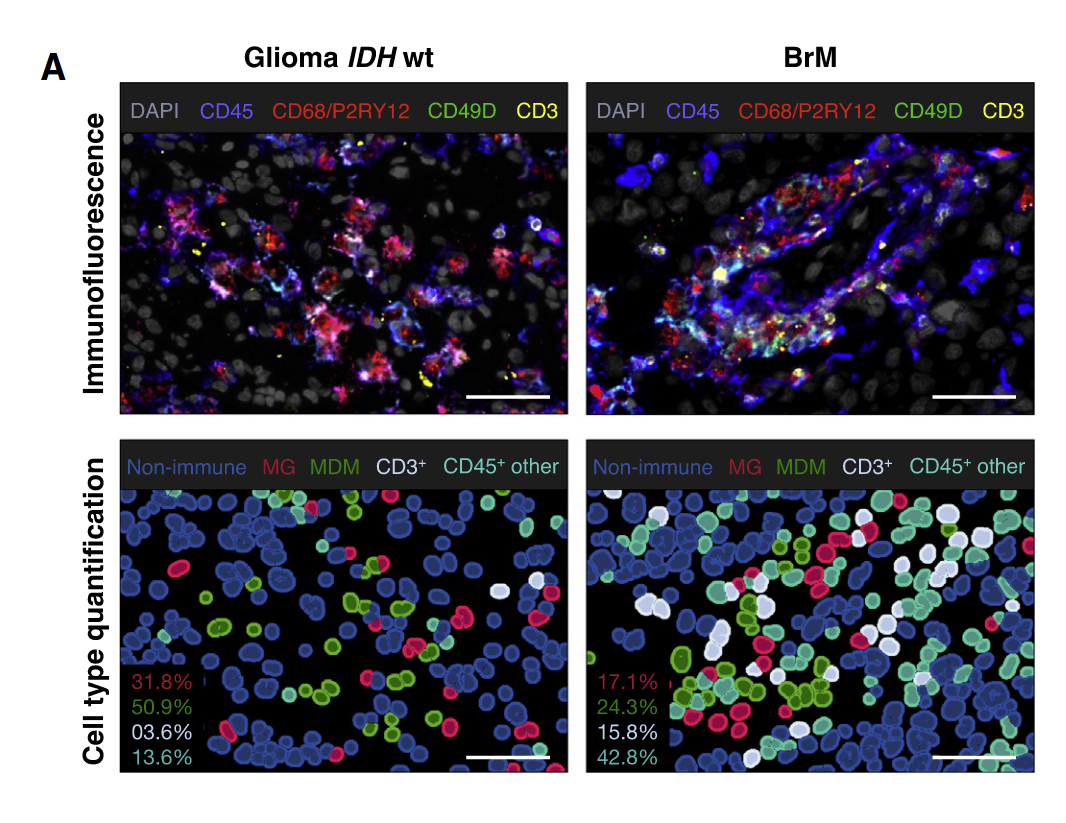 A
Glioma IDH wt
BrM
Immunofluorescence
DAPI CD45 CD68/P2RY12 CD49D CD3
DAPI CD45 CD68/P2RY12 CD49D CD3
Cell type quantification
Non-immune MG MDM CD3⁺ CD45⁺ other
31.8%
50.9%
03.6%
13.6%
Non-immune MG MDM CD3⁺ CD45⁺ other
17.1%
24.3%
15.8%
42.8%